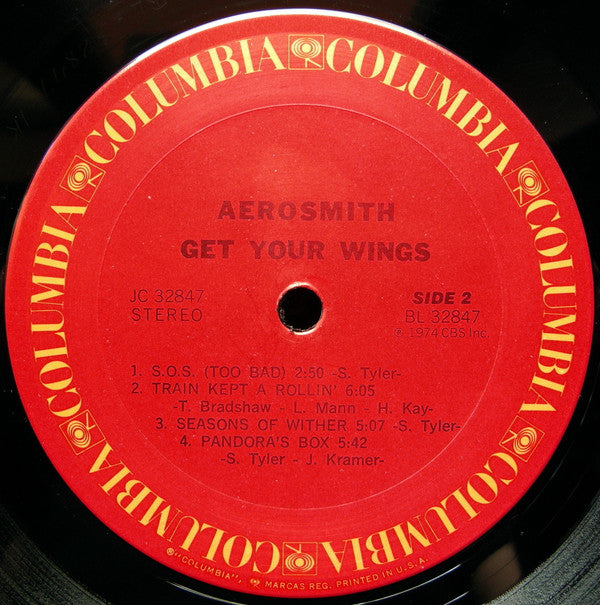 COLUMBIA COLUMBIA COLUMBIA COLUMBIA COLUMBIA COLUMBIA
AEROSMITH
GET YOUR WINGS
JC 32847
STEREO
SIDE 2
BL 32847
℗ 1974 CBS Inc.
1. S.O.S. (TOO BAD) 2:50 -S. Tyler-
2. TRAIN KEPT A ROLLIN' 6:05
-T. Bradshaw - L. Mann - H. Kay-
3. SEASONS OF WITHER 5:07 -S. Tyler-
4. PANDORA'S BOX 5:42
-S. Tyler - J. Kramer-
®"COLUMBIA", MARCAS REG. PRINTED IN U.S.A.